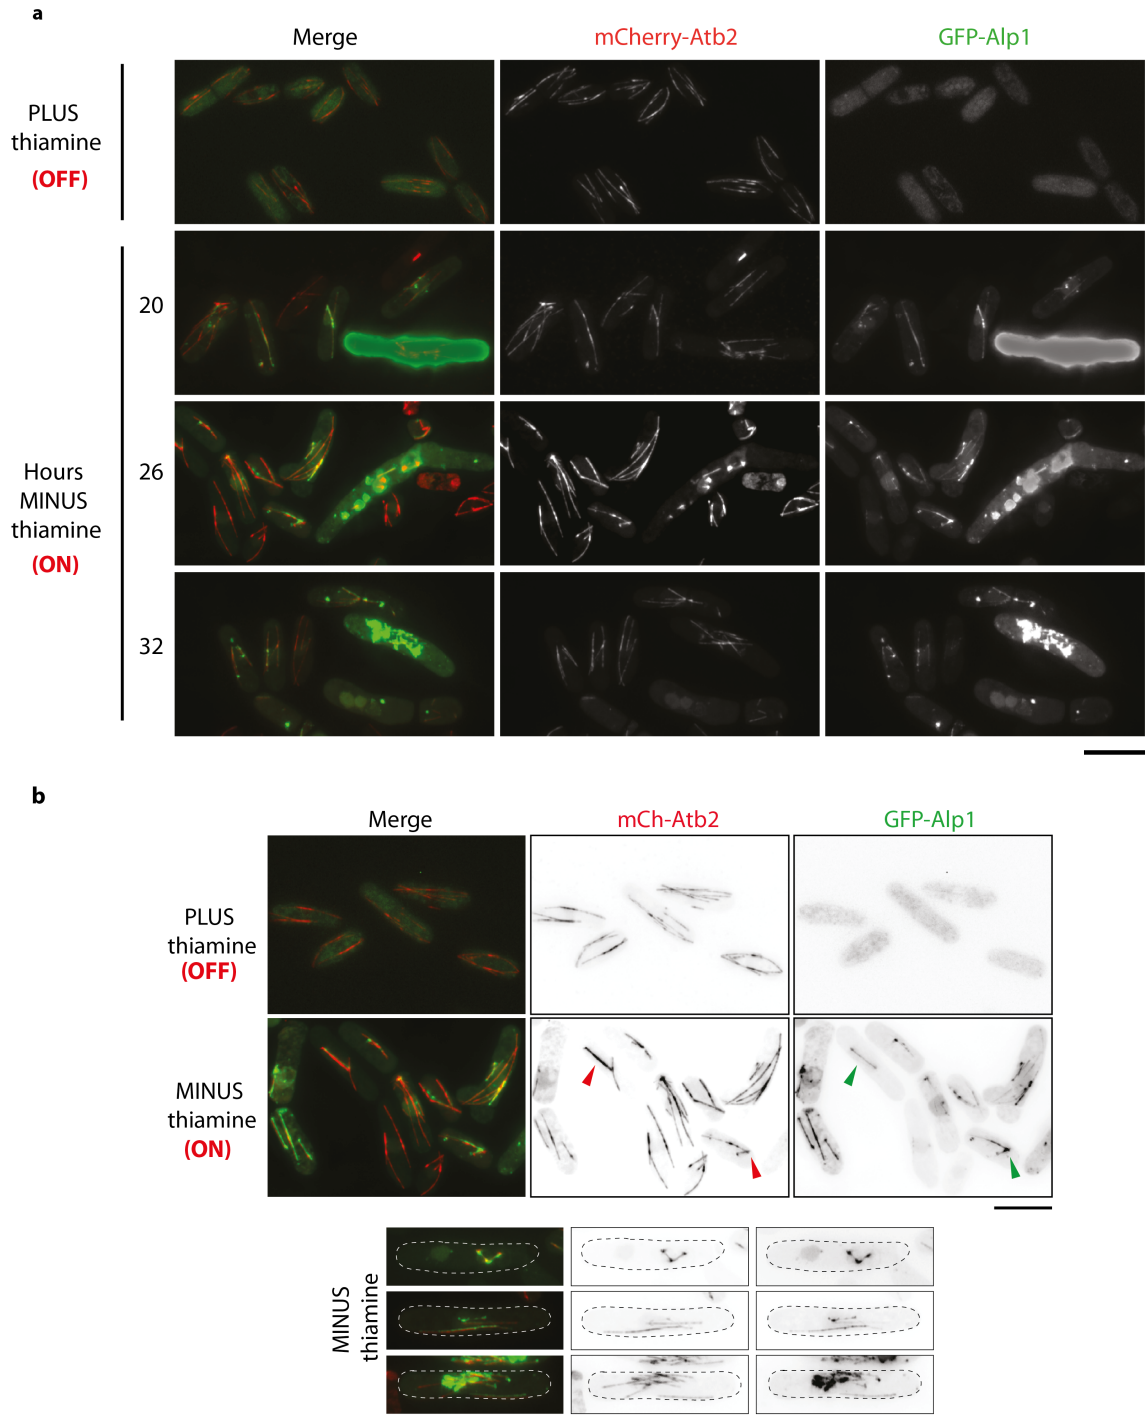 a
Merge
mCherry-Atb2
GFP-Alp1
PLUS
thiamine
(OFF)
20
Hours
MINUS
thiamine
(ON)
26
32
b
Merge
mCh-Atb2
GFP-Alp1
PLUS
thiamine
(OFF)
MINUS
thiamine
(ON)
MINUS
thiamine